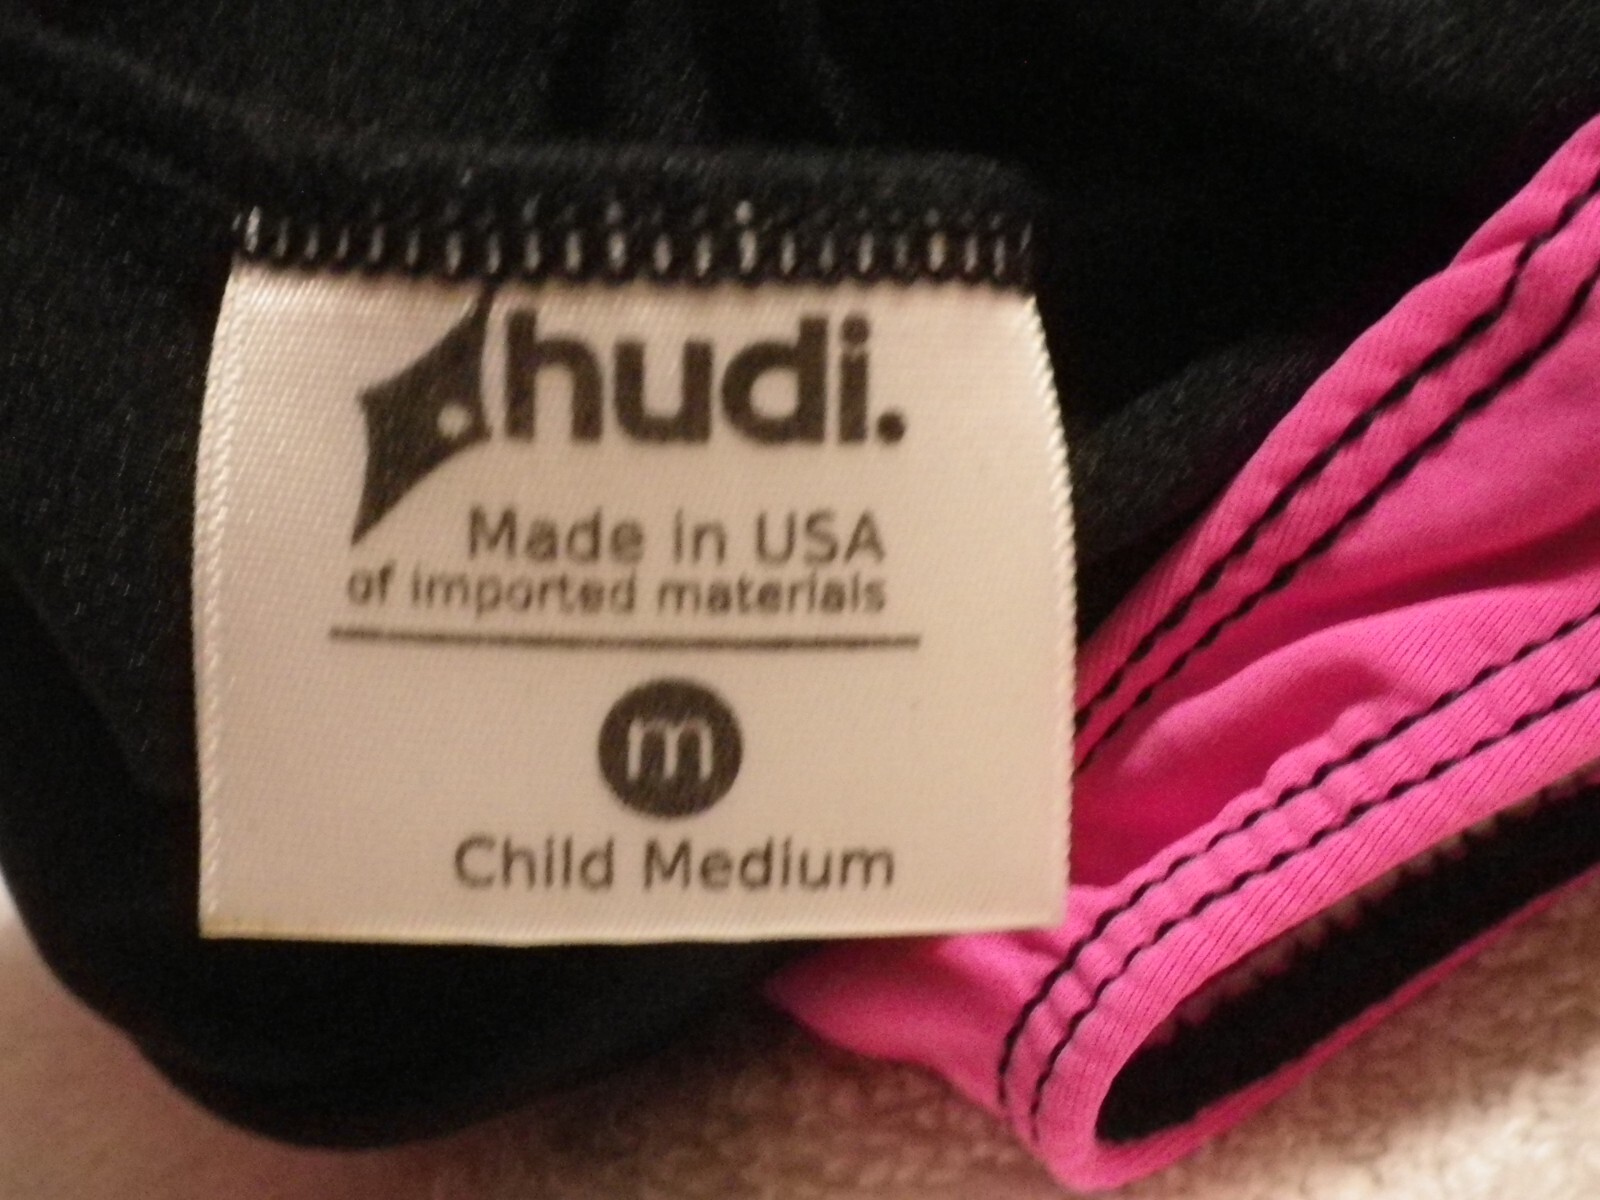 hudi.
Made in USA
of imported materials
m
Child Medium